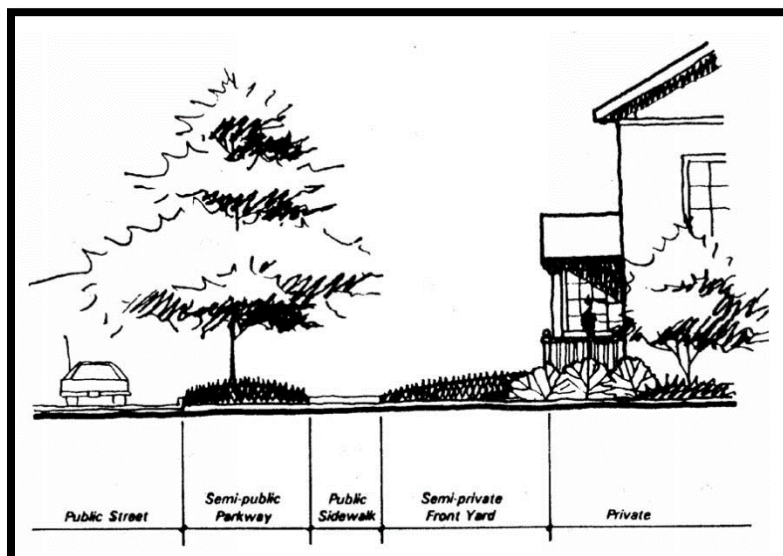 Public Street
Semi-public
Parkway
Public
Sidewalk
Semi-private
Front Yard
Private